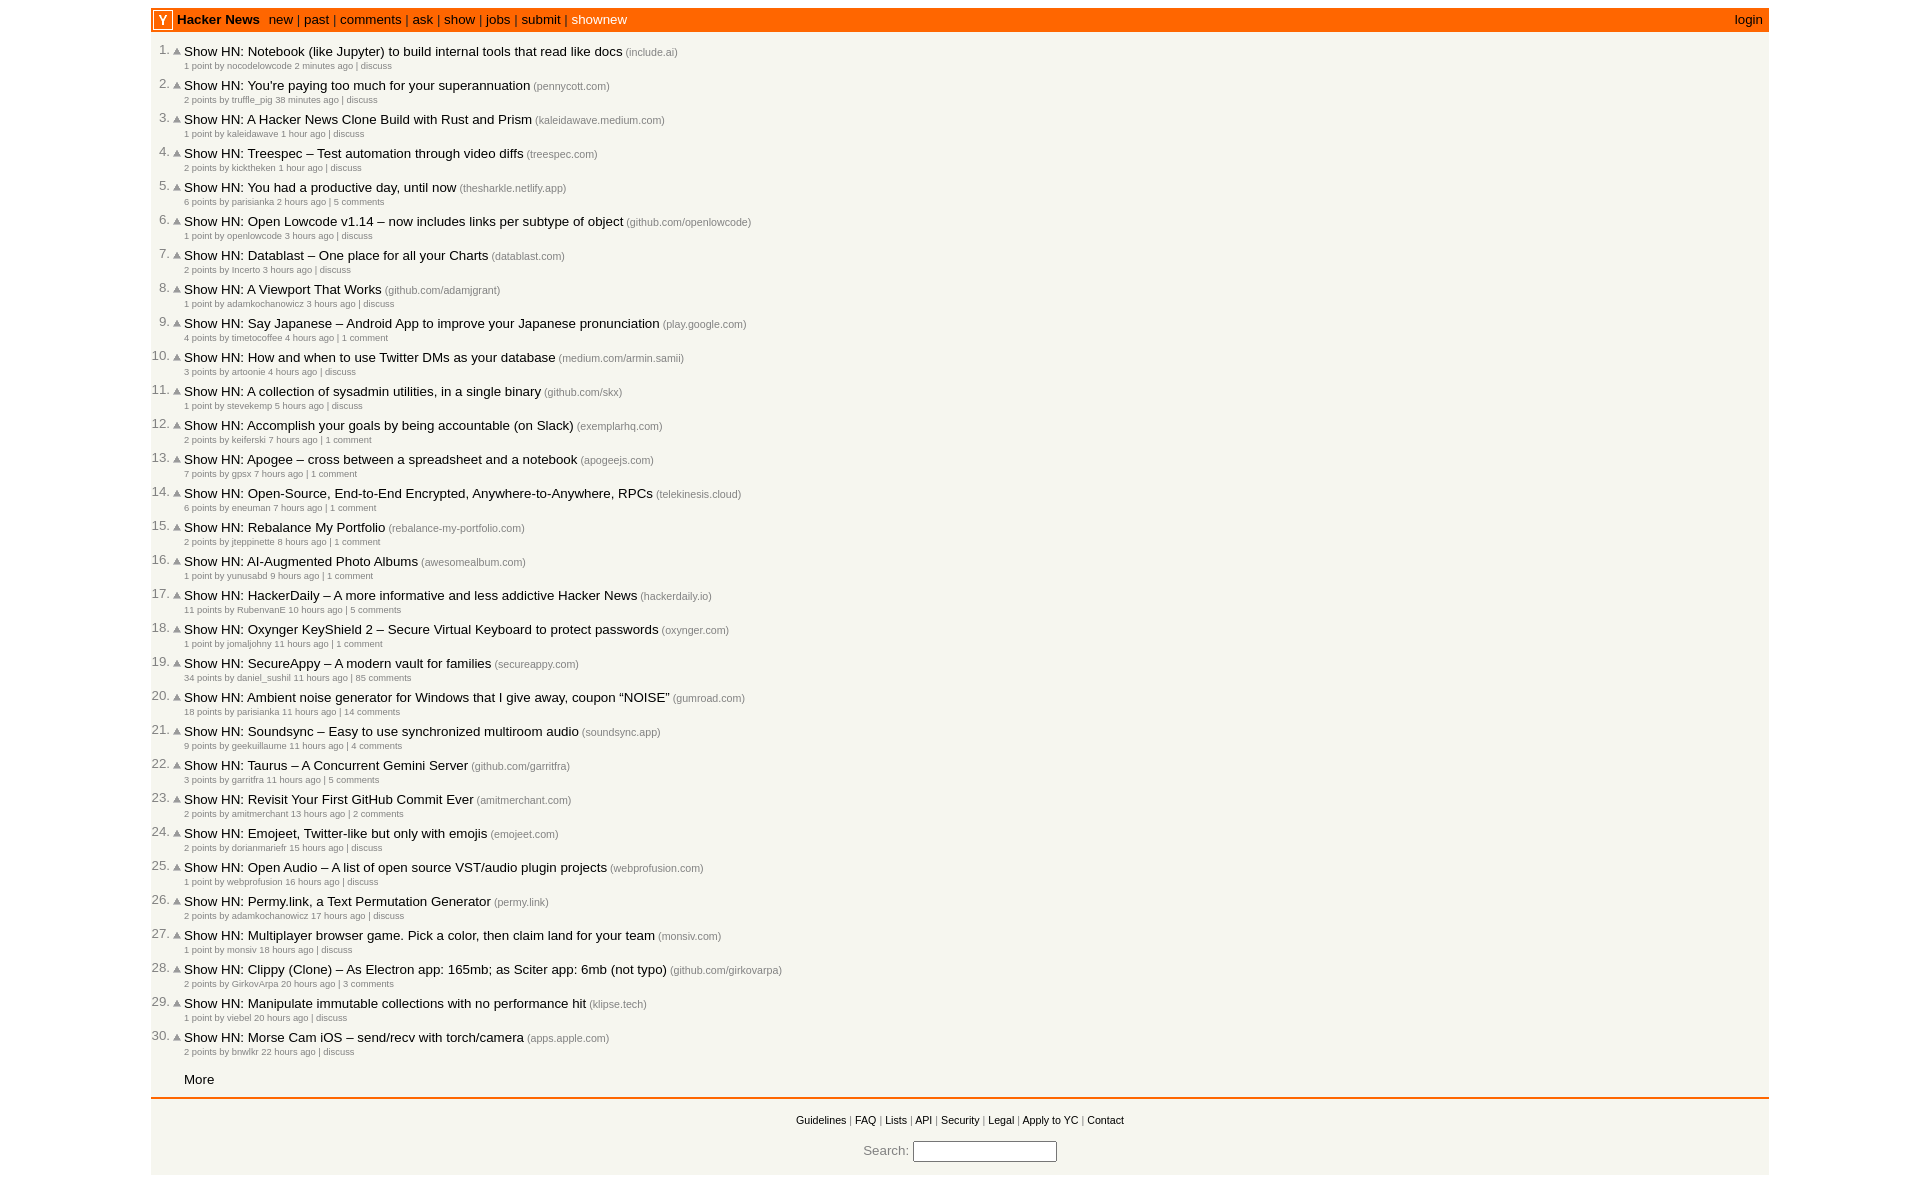 Y Hacker News new | past | comments | ask | show | jobs | submit | shownew login
1. Show HN: Notebook (like Jupyter) to build internal tools that read like docs (include.ai)
1 point by nocodelowcode 2 minutes ago | discuss
2. Show HN: You're paying too much for your superannuation (pennycott.com)
2 points by truffle_pig 38 minutes ago | discuss
3. Show HN: A Hacker News Clone Build with Rust and Prism (kaleidawave.medium.com)
1 point by kaleidawave 1 hour ago | discuss
4. Show HN: Treespec – Test automation through video diffs (treespec.com)
2 points by kicktheken 1 hour ago | discuss
5. Show HN: You had a productive day, until now (thesharkle.netlify.app)
6 points by parisianka 2 hours ago | 5 comments
6. Show HN: Open Lowcode v1.14 – now includes links per subtype of object (github.com/openlowcode)
1 point by openlowcode 3 hours ago | discuss
7. Show HN: Datablast – One place for all your Charts (datablast.com)
2 points by Incerto 3 hours ago | discuss
8. Show HN: A Viewport That Works (github.com/adamjgrant)
1 point by adamkochanowicz 3 hours ago | discuss
9. Show HN: Say Japanese – Android App to improve your Japanese pronunciation (play.google.com)
4 points by timetocoffee 4 hours ago | 1 comment
10. Show HN: How and when to use Twitter DMs as your database (medium.com/armin.samii)
3 points by artoonie 4 hours ago | discuss
11. Show HN: A collection of sysadmin utilities, in a single binary (github.com/skx)
1 point by stevekemp 5 hours ago | discuss
12. Show HN: Accomplish your goals by being accountable (on Slack) (exemplarhq.com)
2 points by keiferski 7 hours ago | 1 comment
13. Show HN: Apogee – cross between a spreadsheet and a notebook (apogeejs.com)
7 points by gpsx 7 hours ago | 1 comment
14. Show HN: Open-Source, End-to-End Encrypted, Anywhere-to-Anywhere, RPCs (telekinesis.cloud)
6 points by eneuman 7 hours ago | 1 comment
15. Show HN: Rebalance My Portfolio (rebalance-my-portfolio.com)
2 points by jteppinette 8 hours ago | 1 comment
16. Show HN: AI-Augmented Photo Albums (awesomealbum.com)
1 point by yunusabd 9 hours ago | 1 comment
17. Show HN: HackerDaily – A more informative and less addictive Hacker News (hackerdaily.io)
11 points by RubenvanE 10 hours ago | 5 comments
18. Show HN: Oxynger KeyShield 2 – Secure Virtual Keyboard to protect passwords (oxynger.com)
1 point by jomaljohny 11 hours ago | 1 comment
19. Show HN: SecureAppy – A modern vault for families (secureappy.com)
34 points by daniel_sushil 11 hours ago | 85 comments
20. Show HN: Ambient noise generator for Windows that I give away, coupon “NOISE” (gumroad.com)
18 points by parisianka 11 hours ago | 14 comments
21. Show HN: Soundsync – Easy to use synchronized multiroom audio (soundsync.app)
9 points by geekuillaume 11 hours ago | 4 comments
22. Show HN: Taurus – A Concurrent Gemini Server (github.com/garritfra)
3 points by garritfra 11 hours ago | 5 comments
23. Show HN: Revisit Your First GitHub Commit Ever (amitmerchant.com)
2 points by amitmerchant 13 hours ago | 2 comments
24. Show HN: Emojeet, Twitter-like but only with emojis (emojeet.com)
2 points by dorianmariefr 15 hours ago | discuss
25. Show HN: Open Audio – A list of open source VST/audio plugin projects (webprofusion.com)
1 point by webprofusion 16 hours ago | discuss
26. Show HN: Permy.link, a Text Permutation Generator (permy.link)
2 points by adamkochanowicz 17 hours ago | discuss
27. Show HN: Multiplayer browser game. Pick a color, then claim land for your team (monsiv.com)
1 point by monsiv 18 hours ago | discuss
28. Show HN: Clippy (Clone) – As Electron app: 165mb; as Sciter app: 6mb (not typo) (github.com/girkovarpa)
2 points by GirkovArpa 20 hours ago | 3 comments
29. Show HN: Manipulate immutable collections with no performance hit (klipse.tech)
1 point by viebel 20 hours ago | discuss
30. Show HN: Morse Cam iOS – send/recv with torch/camera (apps.apple.com)
2 points by bnwlkr 22 hours ago | discuss
More
Guidelines | FAQ | Lists | API | Security | Legal | Apply to YC | Contact
Search: